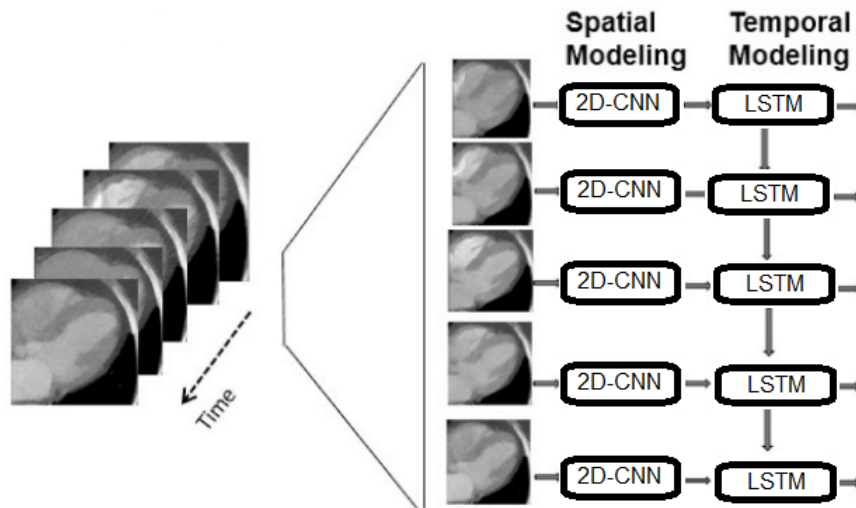 Spatial Modeling
Temporal Modeling
2D-CNN
LSTM
2D-CNN
LSTM
2D-CNN
LSTM
2D-CNN
LSTM
2D-CNN
LSTM
Time